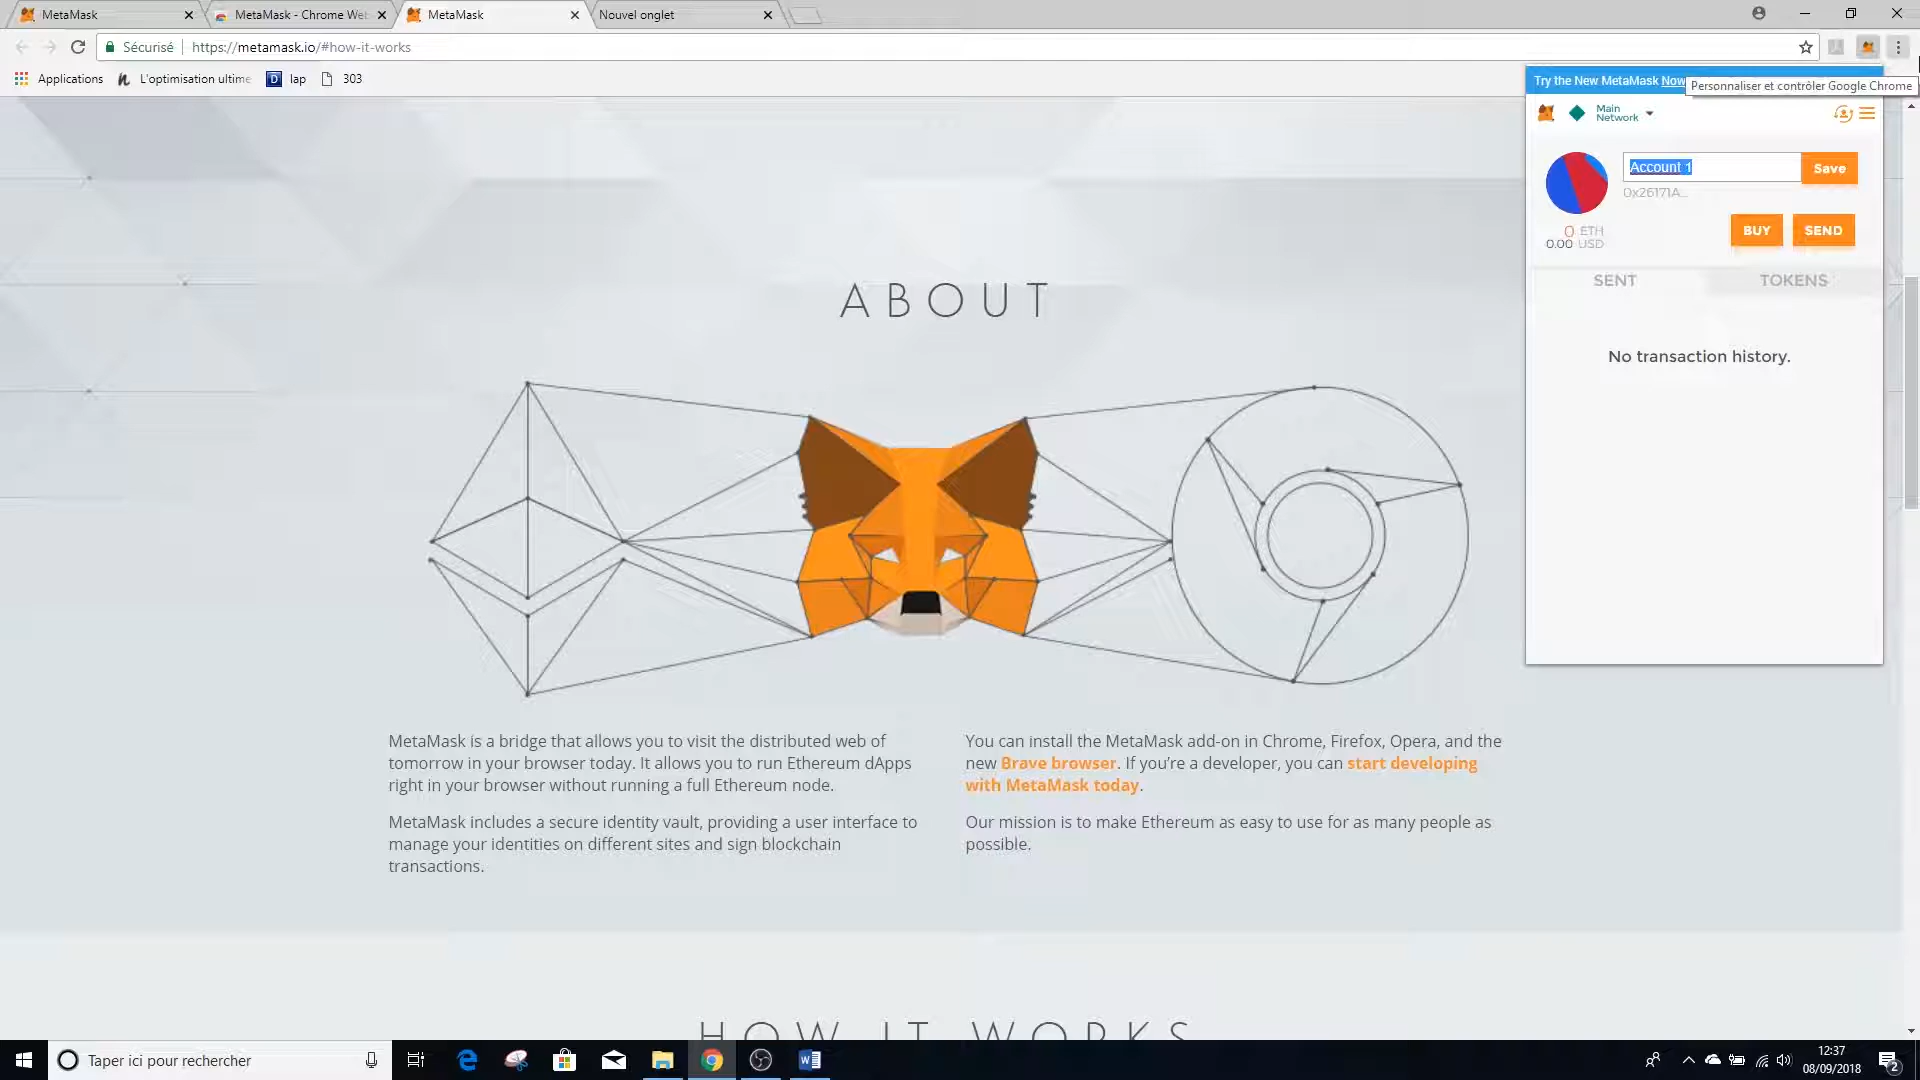 MetaMask
MetaMask - Chrome Web
MetaMask
Nouvel onglet
Sécurisé
https://metamask.io/#how-it-works
Applications
L'optimisation ultime
D
lap
303
Try the New MetaMask Now
Personnaliser et contrôler Google Chrome
Main
Network
Account 1
Save
0x26171A...
0 ETH
0.00 USD
BUY
SEND
SENT
TOKENS
No transaction history.
ABOUT
MetaMask is a bridge that allows you to visit the distributed web of
tomorrow in your browser today. It allows you to run Ethereum dApps
right in your browser without running a full Ethereum node.
MetaMask includes a secure identity vault, providing a user interface to
manage your identities on different sites and sign blockchain
transactions.
You can install the MetaMask add-on in Chrome, Firefox, Opera, and the
new Brave browser. If you're a developer, you can start developing
with MetaMask today.
Our mission is to make Ethereum as easy to use for as many people as
possible.
HOW IT WORKS
Taper ici pour rechercher
12:37
08/09/2018
2